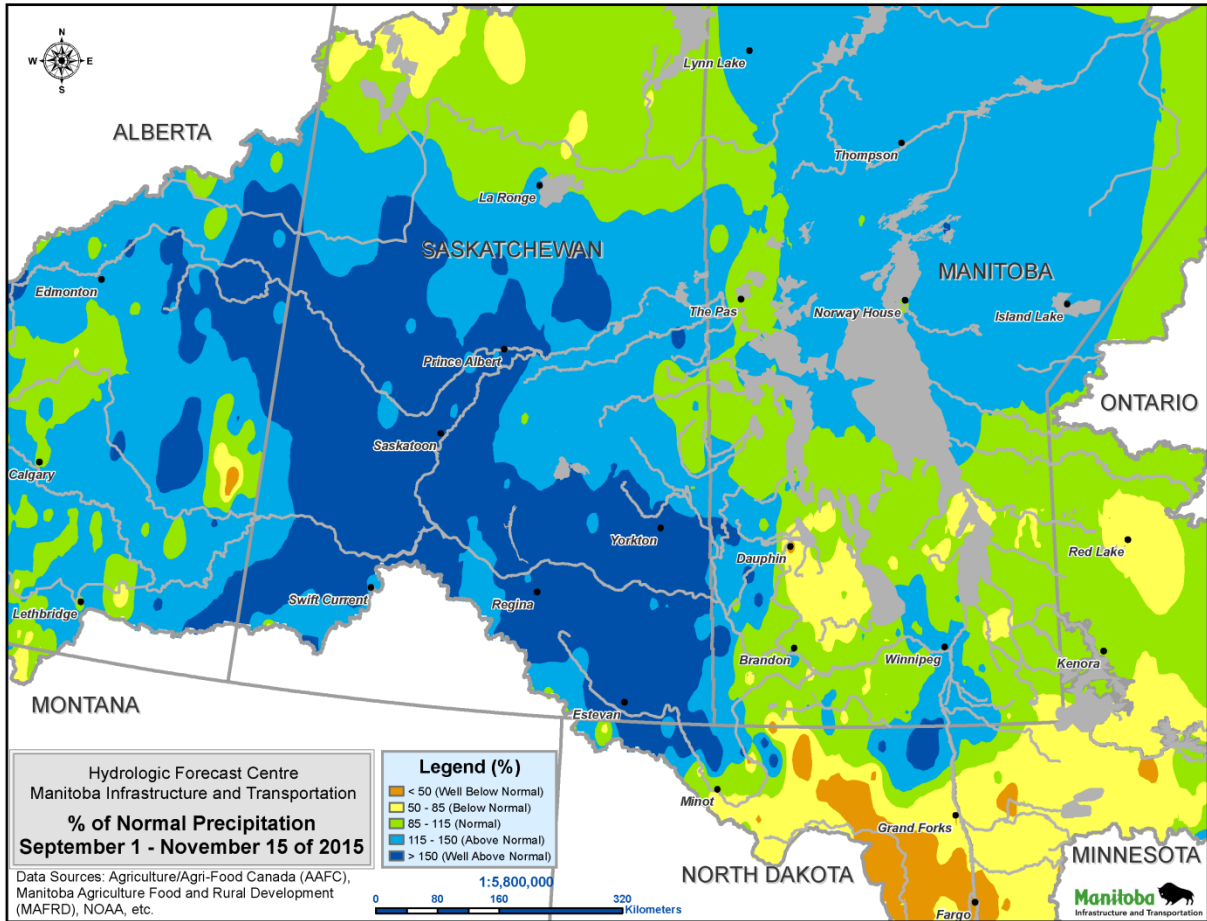 N
W E
S
Lynn Lake
ALBERTA
Thompson
La Ronge
SASKATCHEWAN
MANITOBA
Edmonton
The Pas
Norway House
Island Lake
Prince Albert
ONTARIO
Saskatoon
Calgary
Yorkton
Dauphin
Red Lake
Lethbridge
Swift Current
Regina
Brandon
Winnipeg
Kenora
MONTANA
Estevan
Minot
Grand Forks
NORTH DAKOTA
MINNESOTA
Fargo
Hydrologic Forecast Centre
Manitoba Infrastructure and Transportation
% of Normal Precipitation
September 1 - November 15 of 2015
Data Sources: Agriculture/Agri-Food Canada (AAFC),
Manitoba Agriculture Food and Rural Development
(MAFRD), NOAA, etc.
Legend (%)
< 50 (Well Below Normal)
50 - 85 (Below Normal)
85 - 115 (Normal)
115 - 150 (Above Normal)
> 150 (Well Above Normal)
1:5,800,000
0 80 160 320
Kilometers
Manitoba
Infrastructure and Transportation